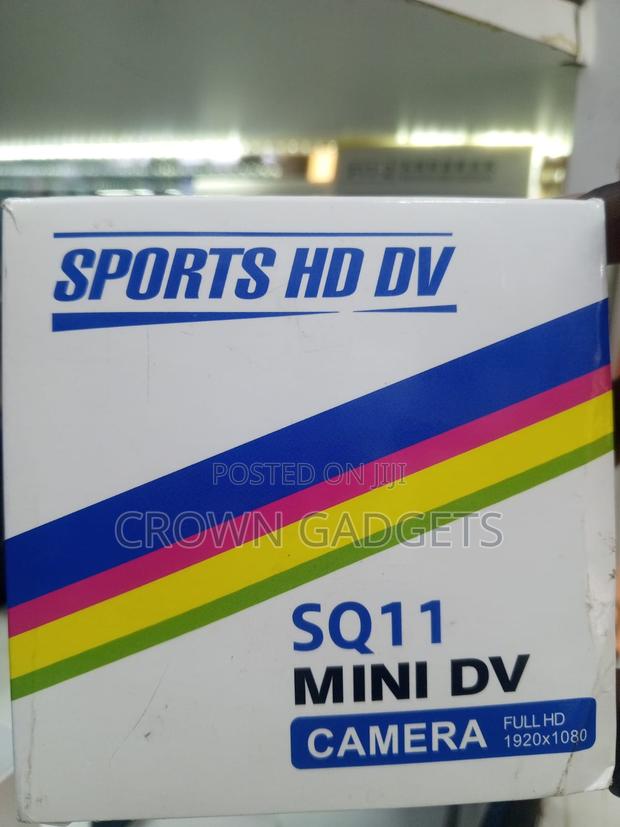 SPORTS HD DV
POSTED ON JIJI
CROWN GADGETS
SQ11
MINI DV
CAMERA FULL HD
1920x1080